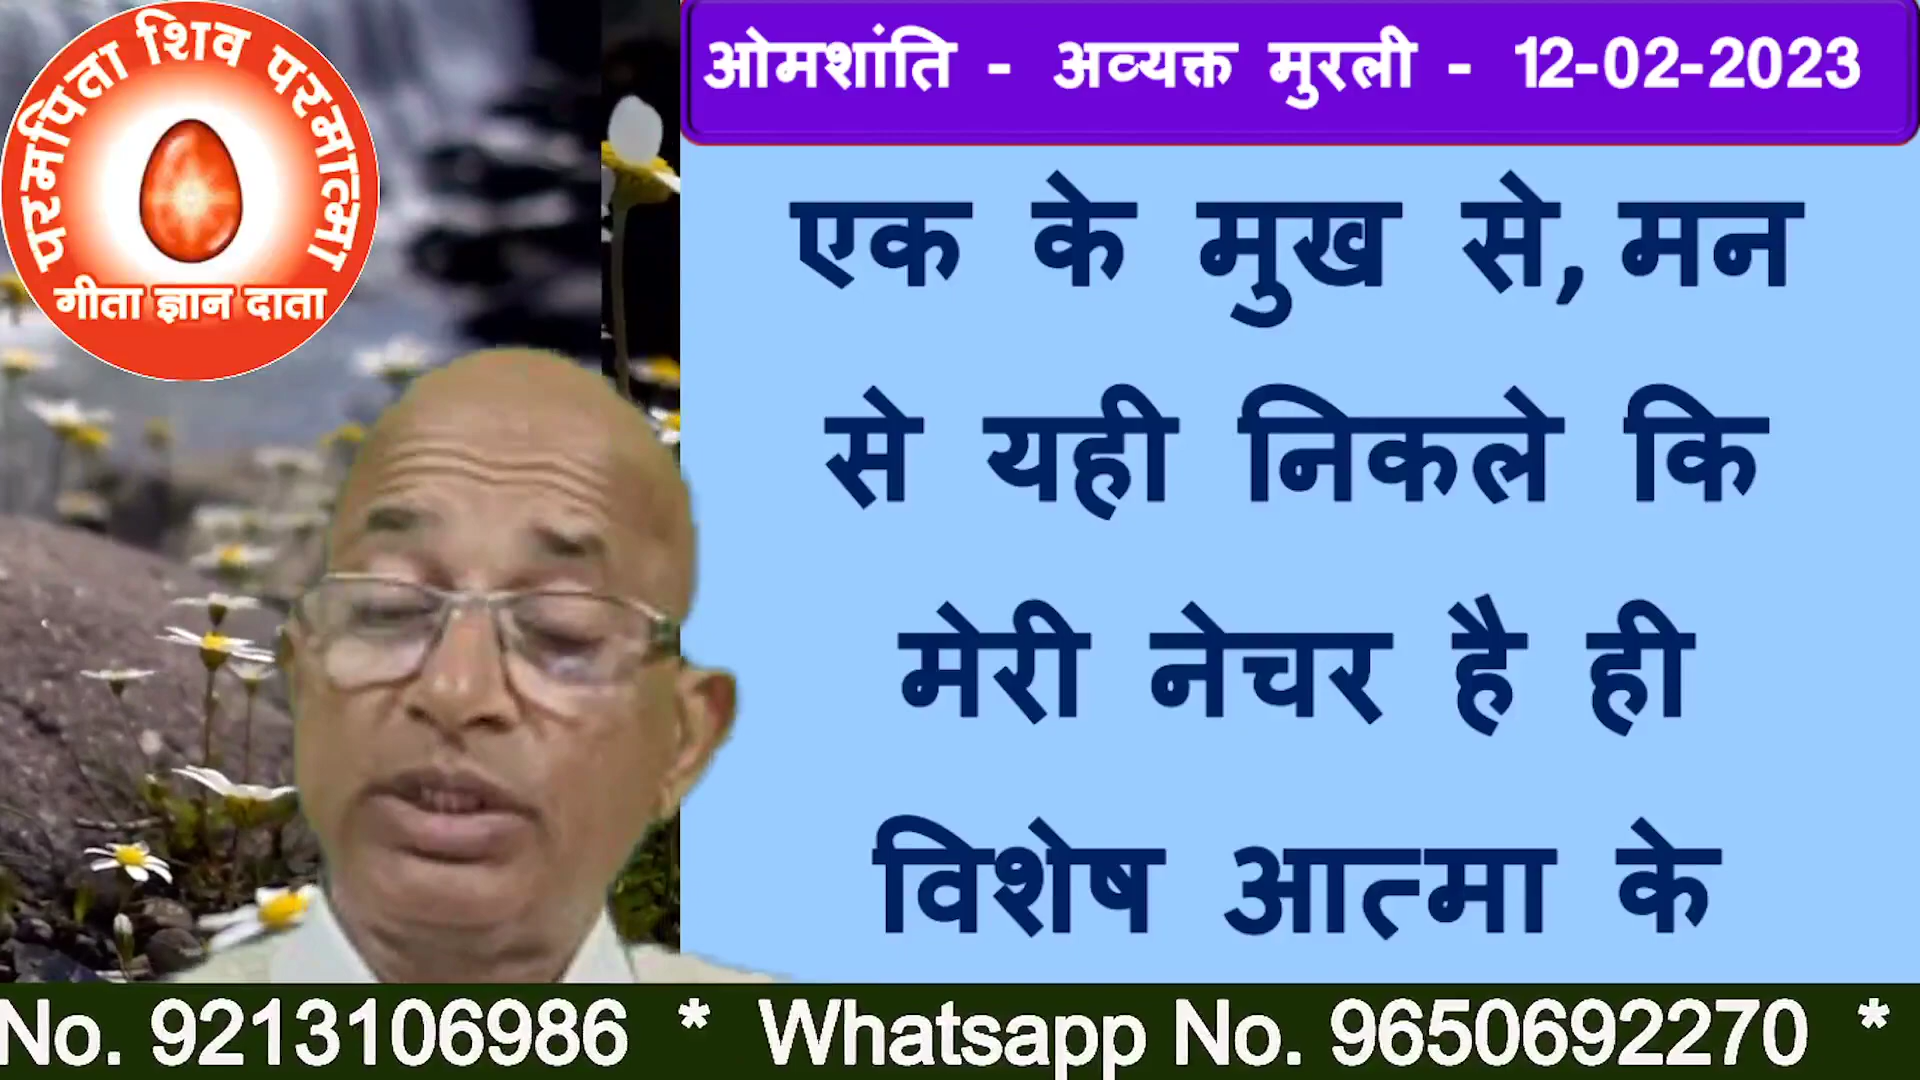 परमपिता शिव परमात्मा
गीता ज्ञान दाता
ओमशांति - अव्यक्त मुरली - 12-02-2023
एक के मुख से, मन
से यही निकले कि
मेरी नेचर है ही
विशेष आत्मा के
No. 9213106986 * Whatsapp No. 9650692270 *